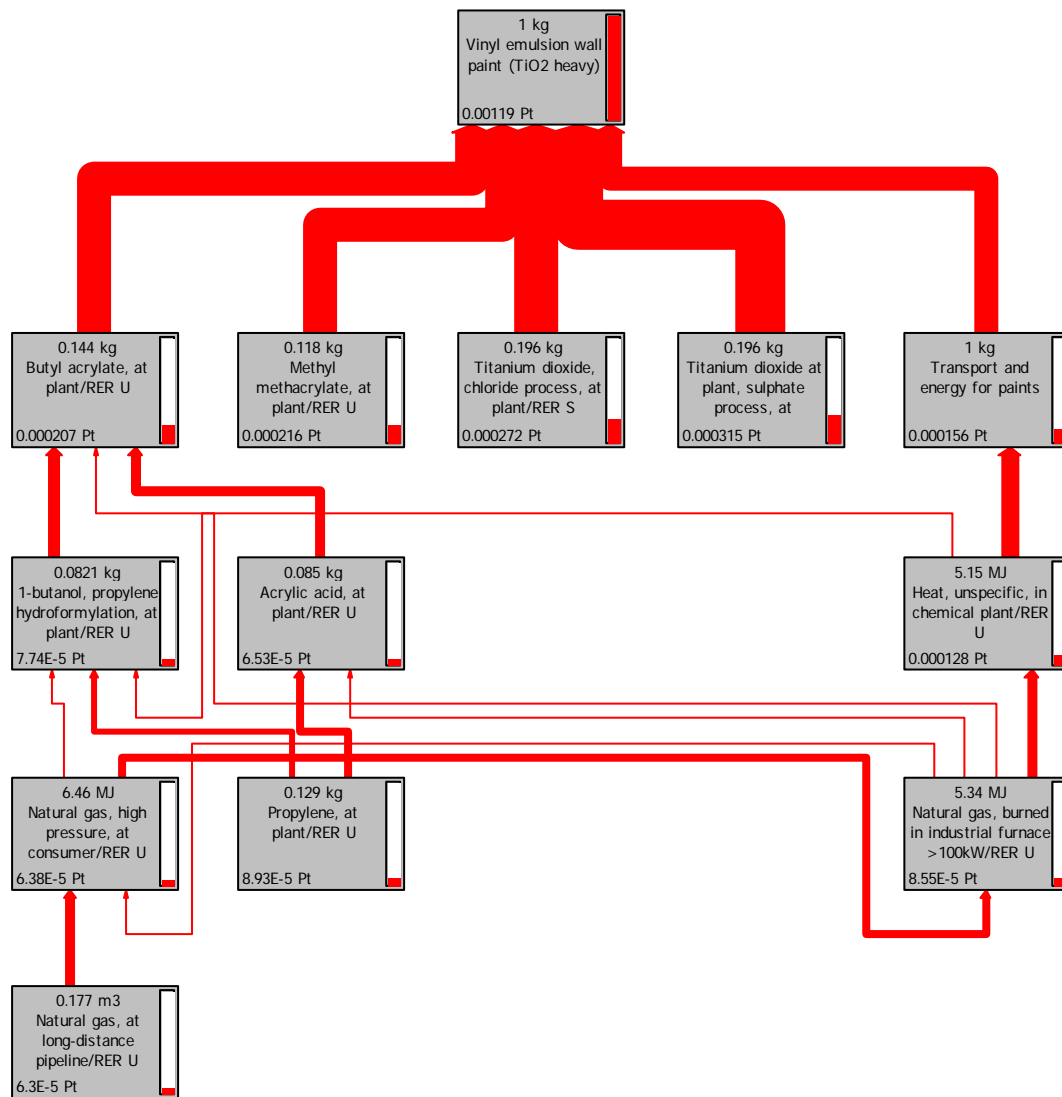 1 kg
Vinyl emulsion wall
paint (TiO2 heavy)
0.00119 Pt
0.144 kg
Butyl acrylate, at
plant/RER U
0.000207 Pt
0.118 kg
Methyl
methacrylate, at
plant/RER U
0.000216 Pt
0.196 kg
Titanium dioxide,
chloride process, at
plant/RER S
0.000272 Pt
0.196 kg
Titanium dioxide at
plant, sulphate
process, at
0.000315 Pt
1 kg
Transport and
energy for paints
0.000156 Pt
0.0821 kg
1-butanol, propylene
hydroformylation, at
plant/RER U
7.74E-5 Pt
0.085 kg
Acrylic acid, at
plant/RER U
6.53E-5 Pt
5.15 MJ
Heat, unspecific, in
chemical plant/RER
U
0.000128 Pt
6.46 MJ
Natural gas, high
pressure, at
consumer/RER U
6.38E-5 Pt
0.129 kg
Propylene, at
plant/RER U
8.93E-5 Pt
5.34 MJ
Natural gas, burned
in industrial furnace
>100kW/RER U
8.55E-5 Pt
0.177 m3
Natural gas, at
long-distance
pipeline/RER U
6.3E-5 Pt